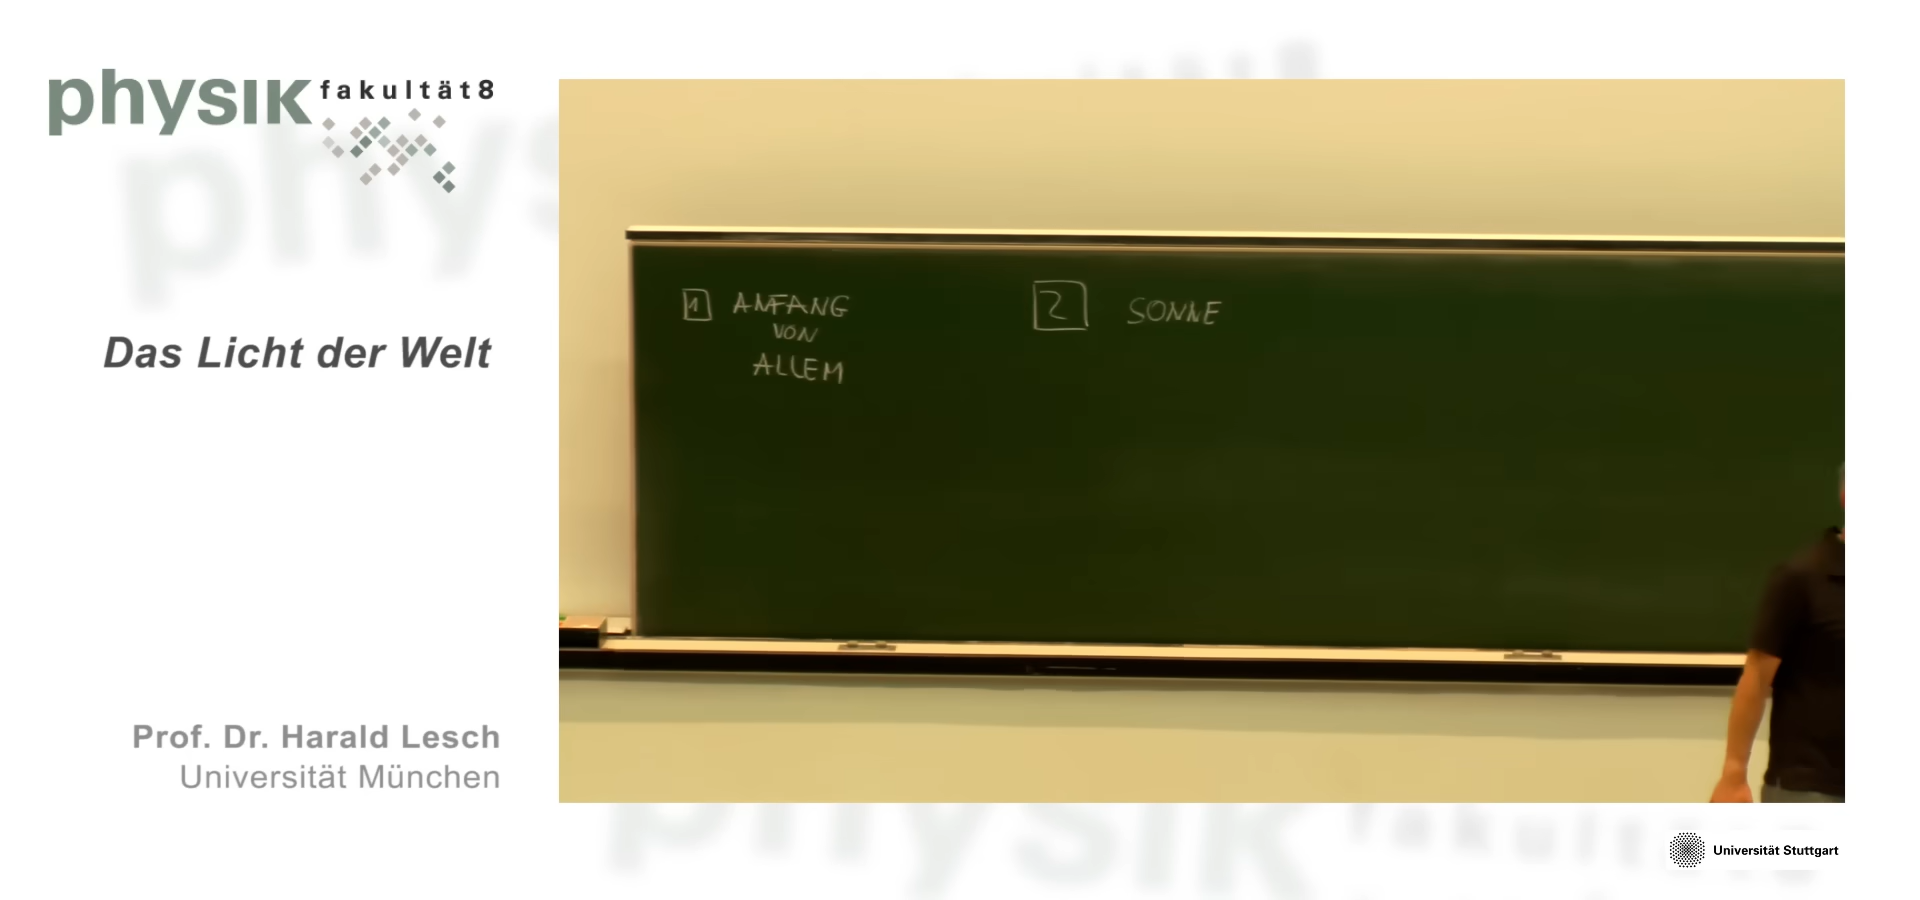 physik fakultät8
Das Licht der Welt
Prof. Dr. Harald Lesch
Universität München
1 ANFANG
VON
ALLEM
2 SONNE
Universität Stuttgart